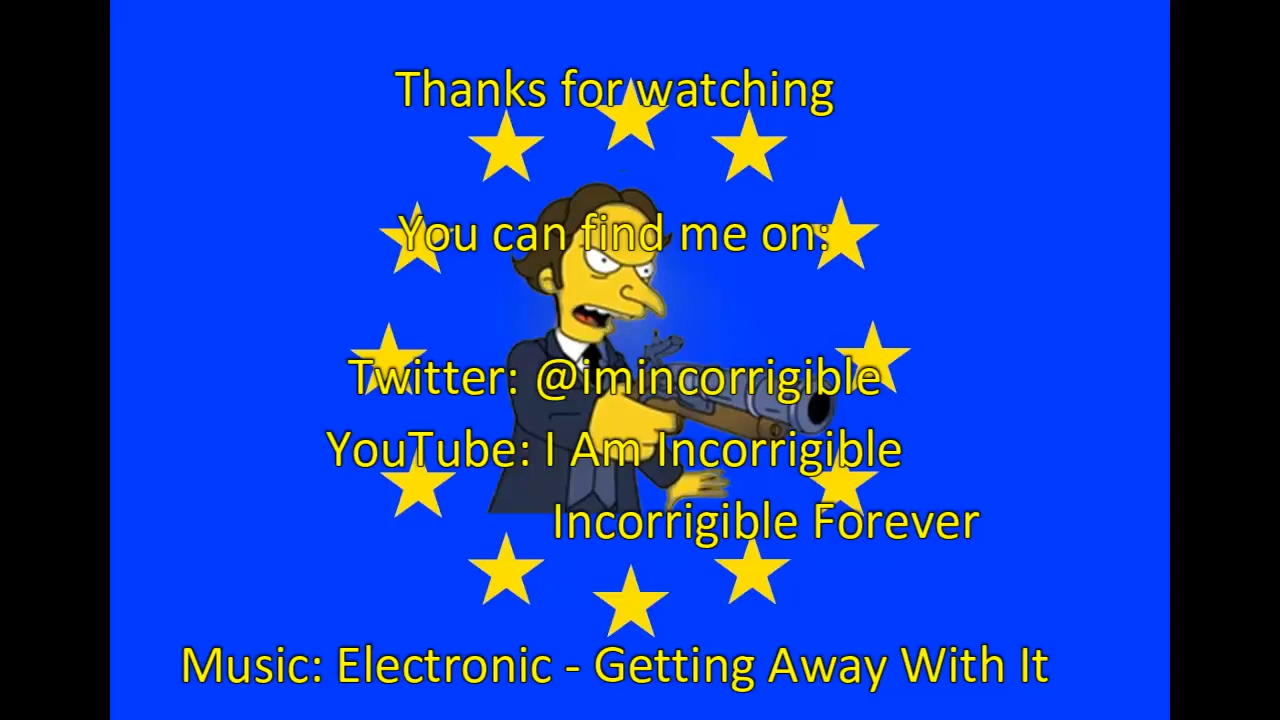 Thanks for watching
You can find me on:
Twitter: @imincorrigible
YouTube: I Am Incorrigible
Incorrigible Forever
Music: Electronic - Getting Away With It